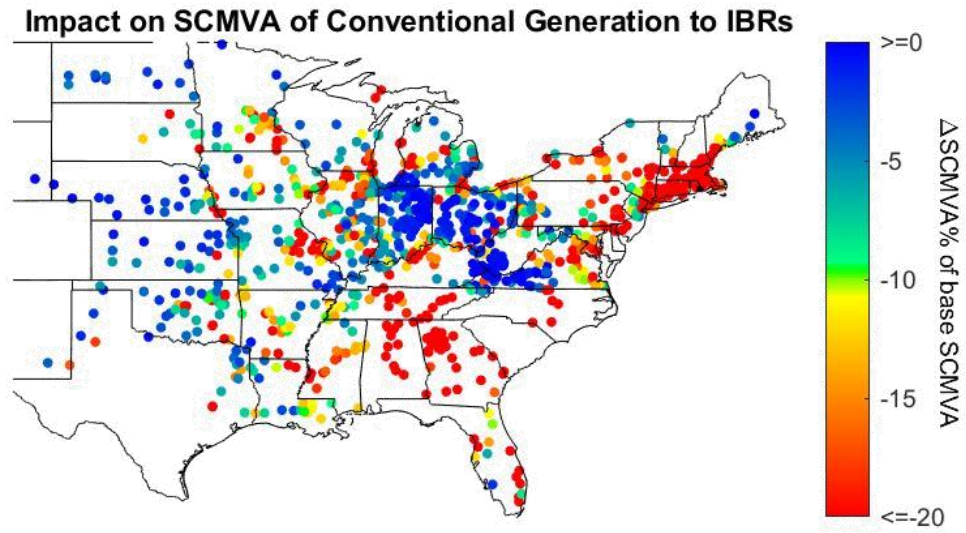 Impact on SCMVA of Conventional Generation to IBRs
>=0
-5
-10
-15
<=-20
ΔSCMVA% of base SCMVA